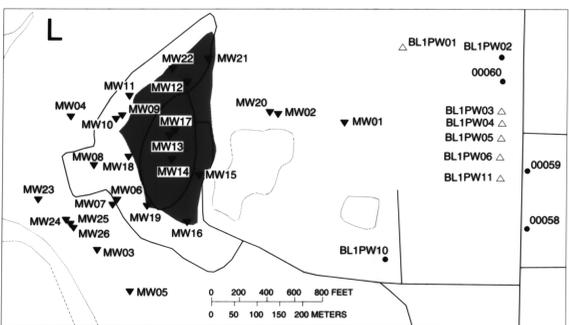 L
BL1PW01
BL1PW02
MW22
MW21
00060
MW11
MW12
MW04
MW09
MW20
MW02
BL1PW03
MW10
MW17
MW01
BL1PW04
BL1PW05
MW13
MW08
MW18
BL1PW06
00059
MW14
MW15
BL1PW11
MW23
MW06
MW07
MW19
MW24
MW25
MW26
MW16
00058
MW03
BL1PW10
MW05
0 200 400 600 800 FEET
0 50 100 150 200 METERS